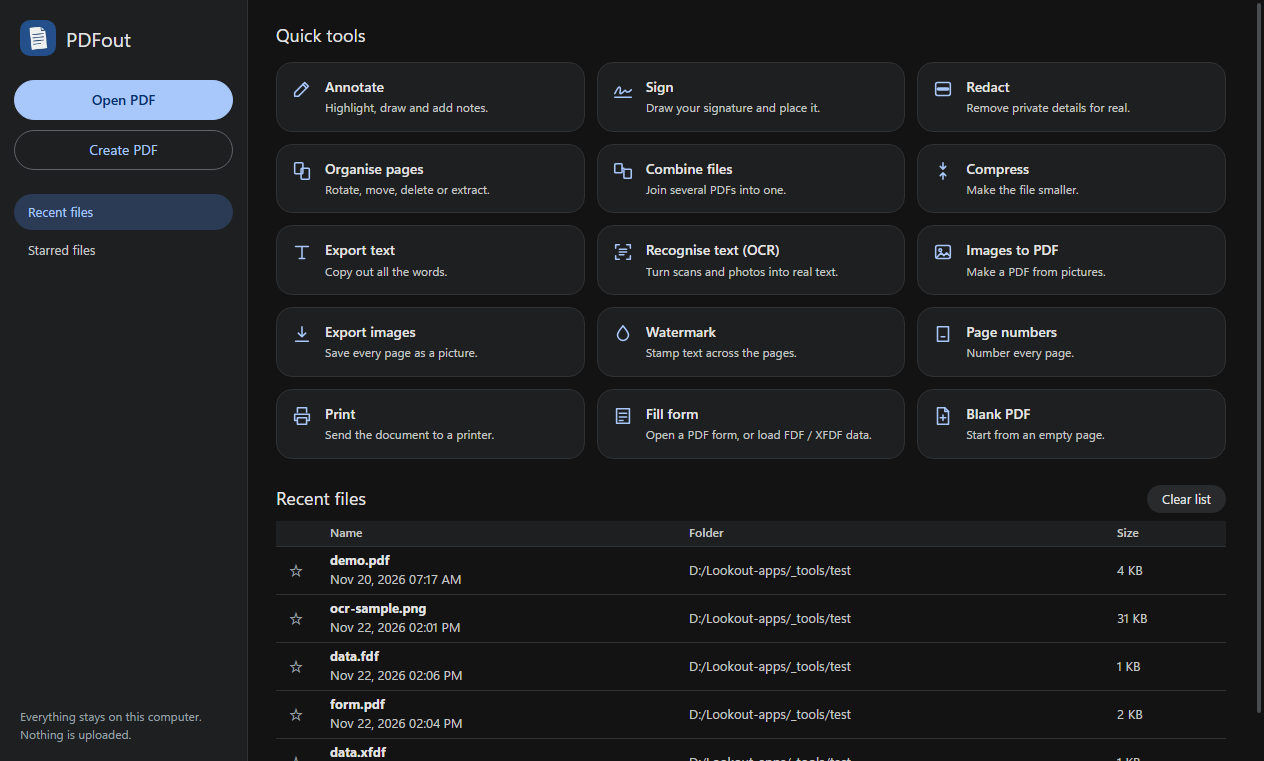 PDFout
Open PDF
Create PDF
Recent files
Starred files
Everything stays on this computer.
Nothing is uploaded.
Quick tools
Annotate
Highlight, draw and add notes.
Sign
Draw your signature and place it.
Redact
Remove private details for real.
Organise pages
Rotate, move, delete or extract.
Combine files
Join several PDFs into one.
Compress
Make the file smaller.
Export text
Copy out all the words.
Recognise text (OCR)
Turn scans and photos into real text.
Images to PDF
Make a PDF from pictures.
Export images
Save every page as a picture.
Watermark
Stamp text across the pages.
Page numbers
Number every page.
Print
Send the document to a printer.
Fill form
Open a PDF form, or load FDF / XFDF data.
Blank PDF
Start from an empty page.
Recent files
Clear list
Name Folder Size
demo.pdf
Nov 20, 2026 07:17 AM
D:/Lookout-apps/_tools/test
4 KB
ocr-sample.png
Nov 22, 2026 02:01 PM
D:/Lookout-apps/_tools/test
31 KB
data.fdf
Nov 22, 2026 02:06 PM
D:/Lookout-apps/_tools/test
1 KB
form.pdf
Nov 22, 2026 02:04 PM
D:/Lookout-apps/_tools/test
2 KB
data.xfdf